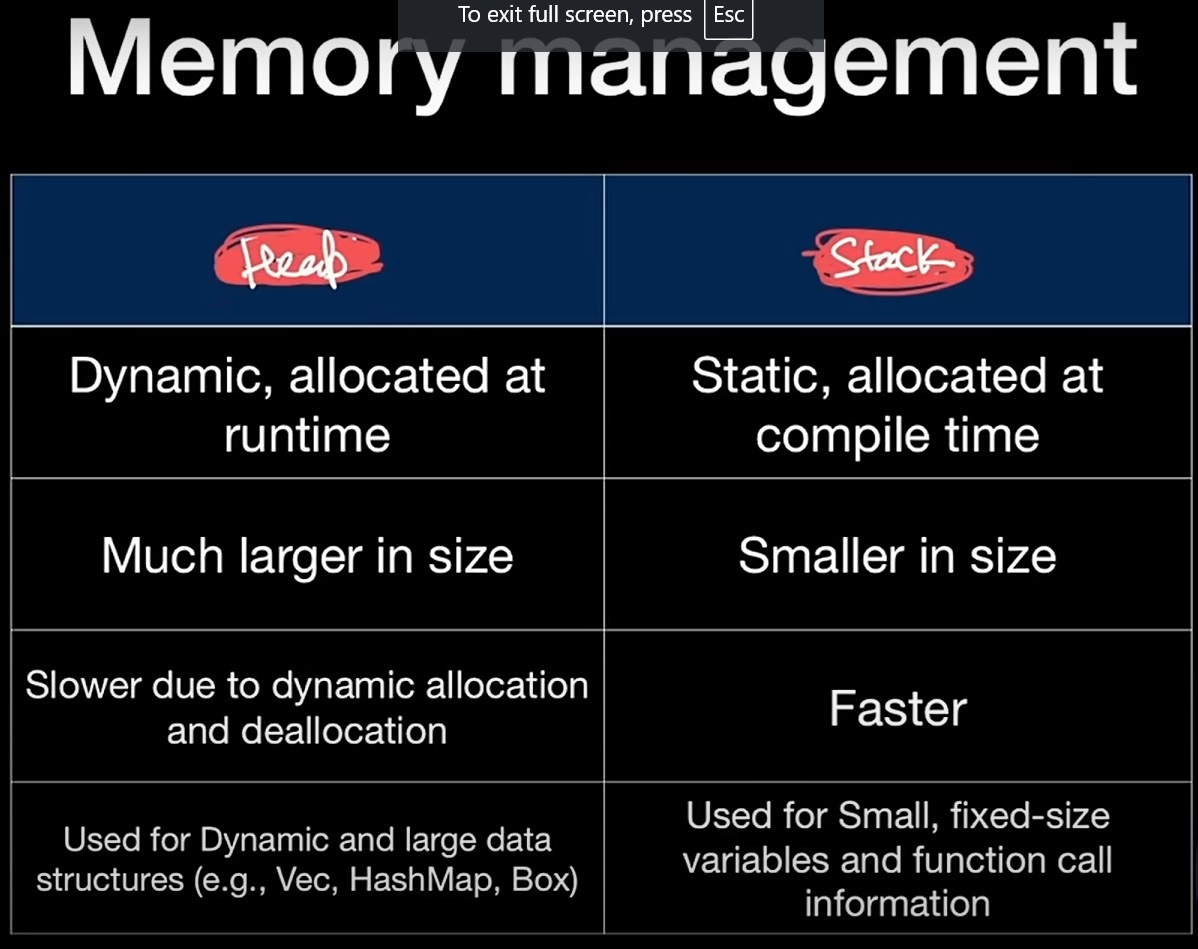 To exit full screen, press Esc
Memory management
Heap
Stack
Dynamic, allocated at
runtime
Static, allocated at
compile time
Much larger in size
Smaller in size
Slower due to dynamic allocation
and deallocation
Faster
Used for Dynamic and large data
structures (e.g., Vec, HashMap, Box)
Used for Small, fixed-size
variables and function call
information